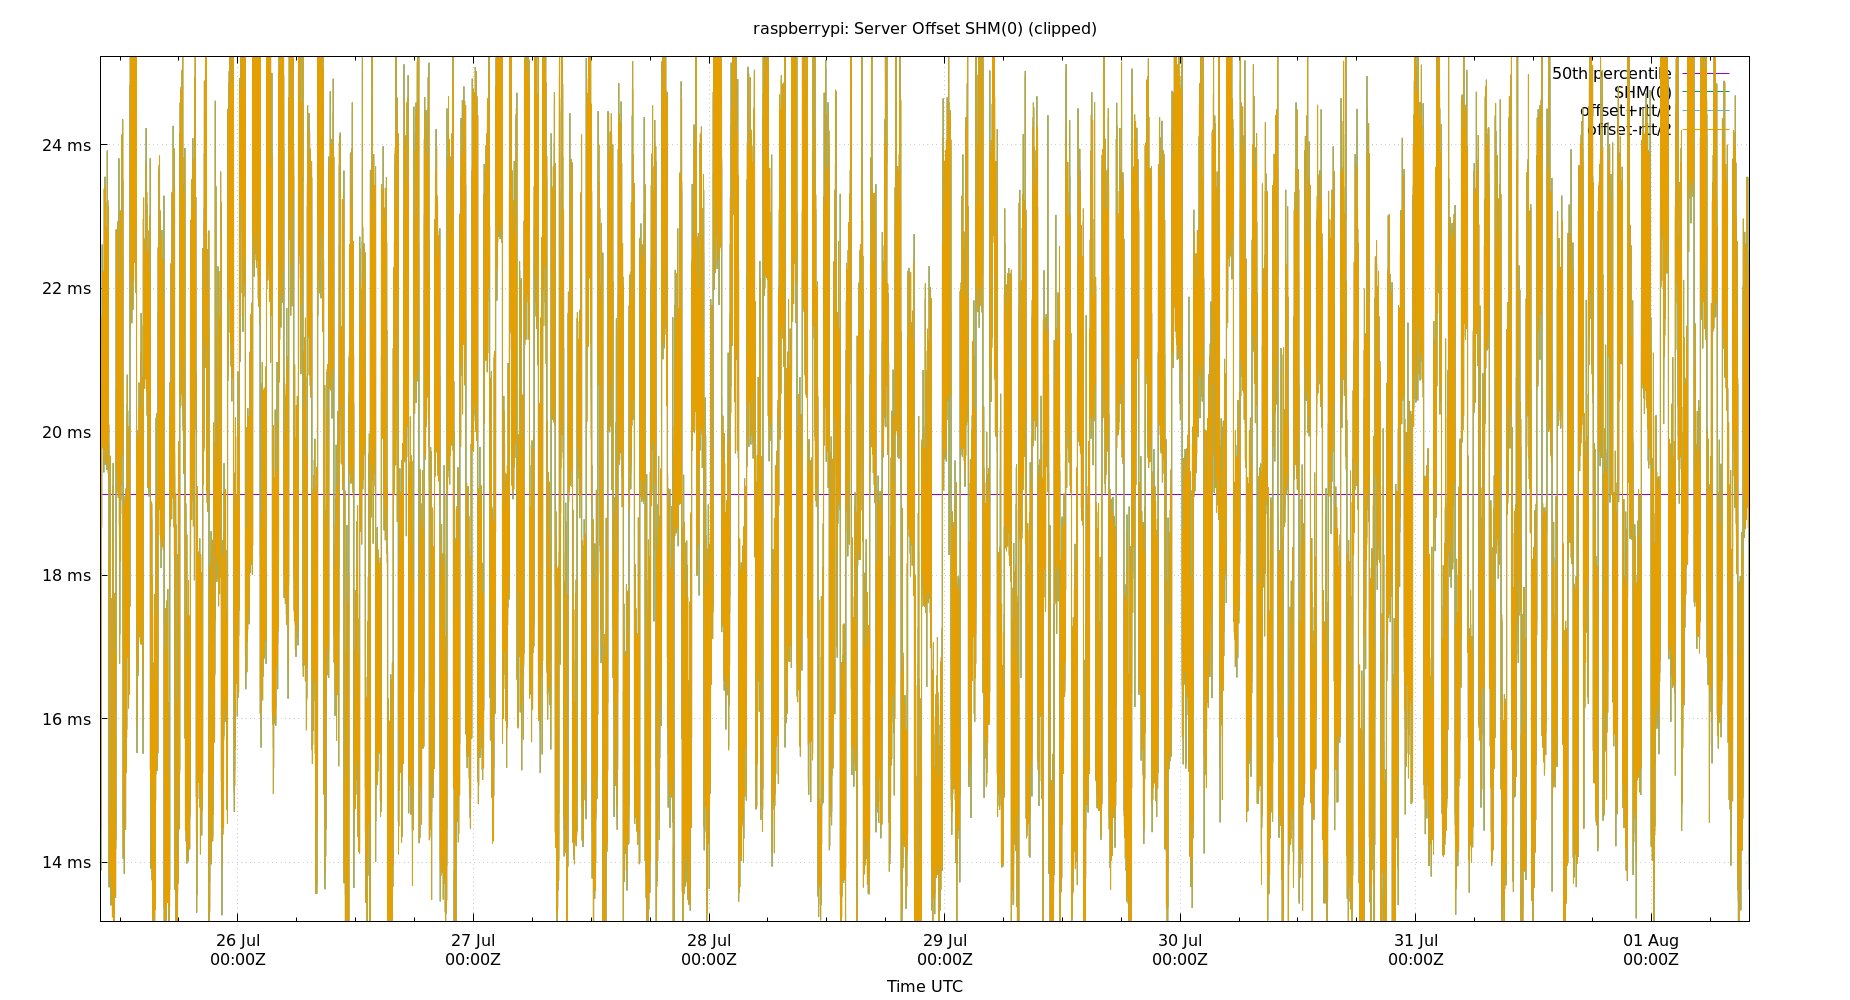 raspberrypi: Server Offset SHM(0) (clipped)
50th percentile
SHM(0)
offset+rtt/2
offset-rtt/2
24 ms
22 ms
20 ms
18 ms
16 ms
14 ms
26 Jul 27 Jul 28 Jul 29 Jul 30 Jul 31 Jul 01 Aug
00:00Z 00:00Z 00:00Z 00:00Z 00:00Z 00:00Z 00:00Z
Time UTC